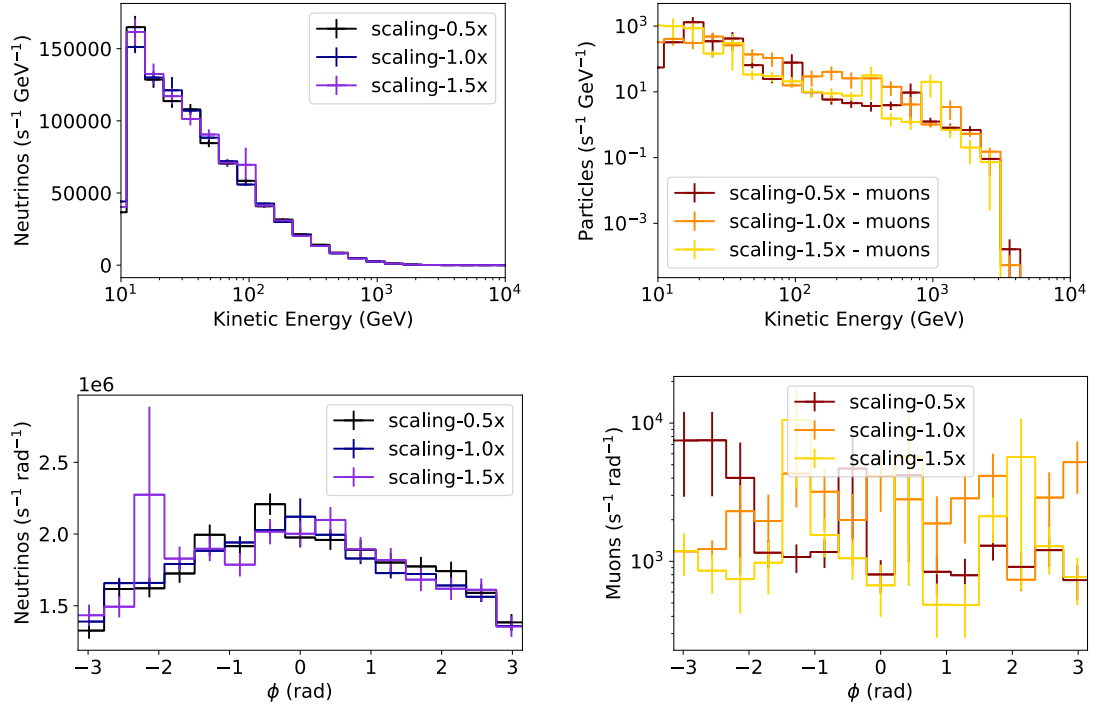 150000
100000
50000
0
Neutrinos (s⁻¹ GeV⁻¹)
scaling-0.5x
scaling-1.0x
scaling-1.5x
10¹ 10² 10³ 10⁴
Kinetic Energy (GeV)
10³
10¹
10⁻¹
10⁻³
Particles (s⁻¹ GeV⁻¹)
scaling-0.5x - muons
scaling-1.0x - muons
scaling-1.5x - muons
10¹ 10² 10³ 10⁴
Kinetic Energy (GeV)
1e6
2.5
2.0
1.5
Neutrinos (s⁻¹ rad⁻¹)
scaling-0.5x
scaling-1.0x
scaling-1.5x
−3 −2 −1 0 1 2 3
ϕ (rad)
10⁴
10³
Muons (s⁻¹ rad⁻¹)
scaling-0.5x
scaling-1.0x
scaling-1.5x
−3 −2 −1 0 1 2 3
ϕ (rad)